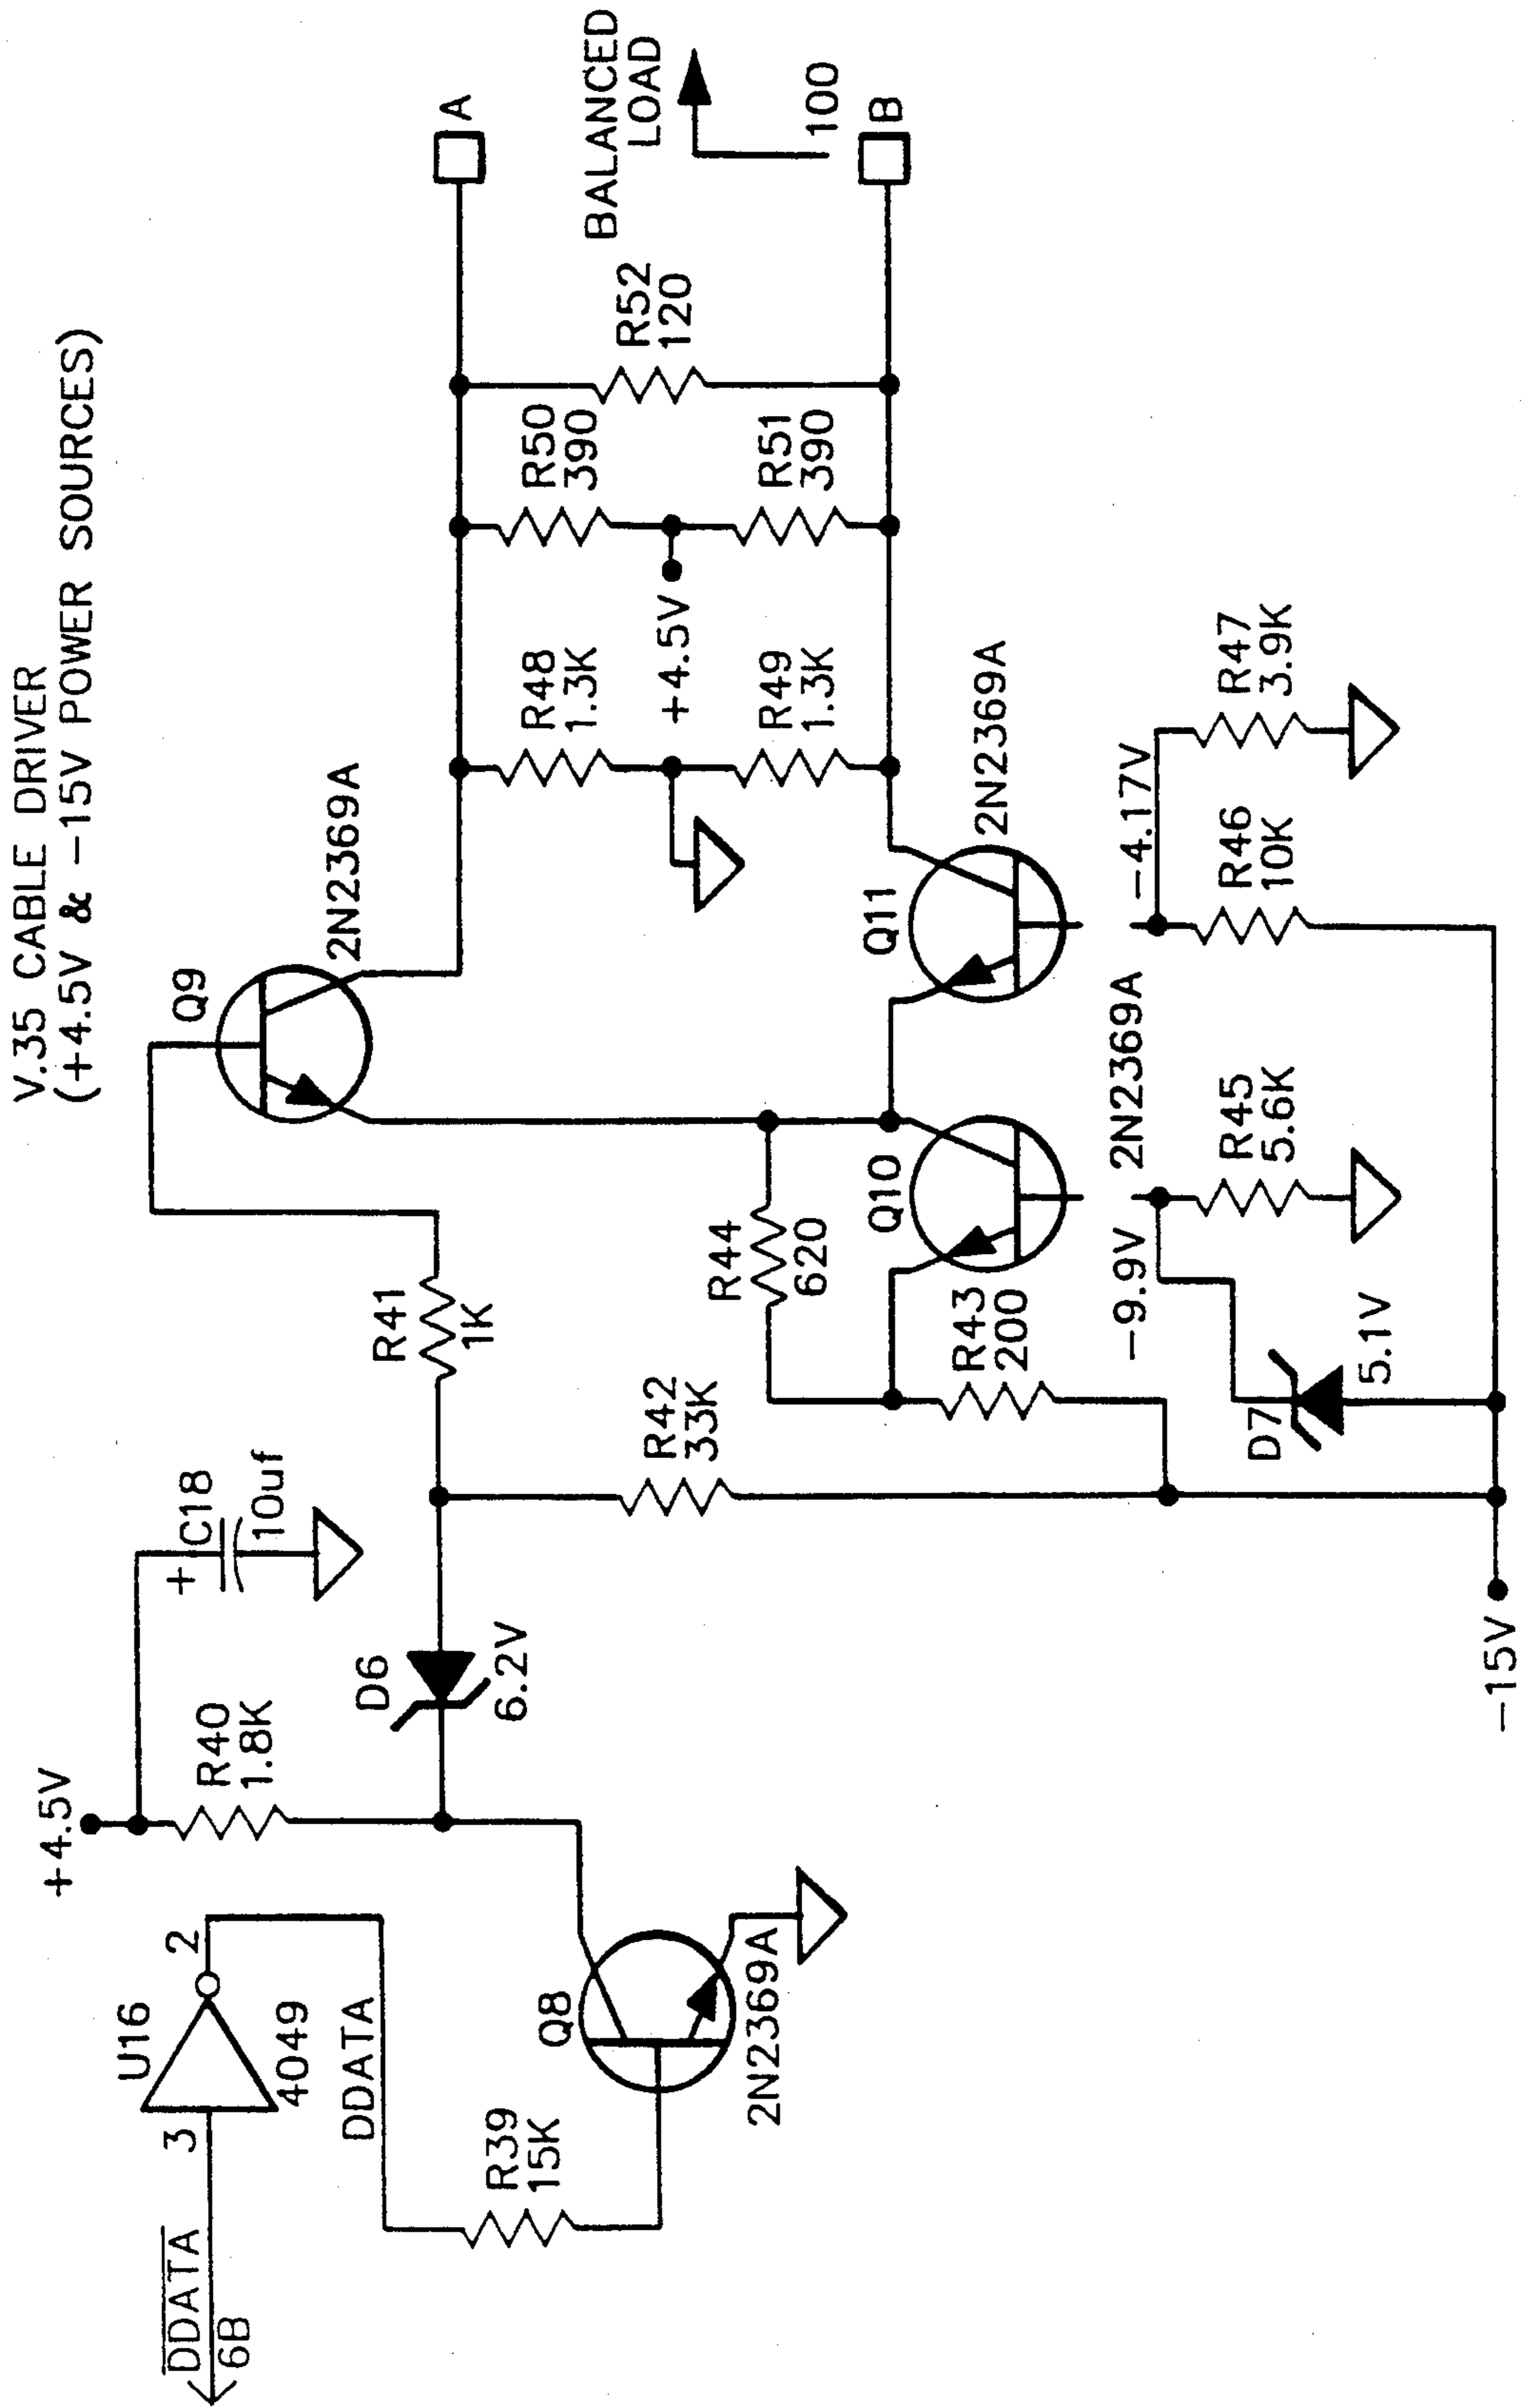 V.35 CABLE DRIVER
(+4.5V & −15V POWER SOURCES)
DDATA
6B
3
U16
2
4049
DDATA
R39
15K
Q8
2N2369A
+4.5V
R40
1.8K
+
C18
10uf
D6
6.2V
R41
1K
R42
33K
R43
200
R44
620
Q9
2N2369A
Q10
2N2369A
Q11
2N2369A
−9.9V
R45
5.6K
D7
5.1V
−4.17V
R46
10K
R47
3.9K
−15V
R48
1.3K
R49
1.3K
+4.5V
R50
390
R51
390
R52
120
A
BALANCED
LOAD
100
B